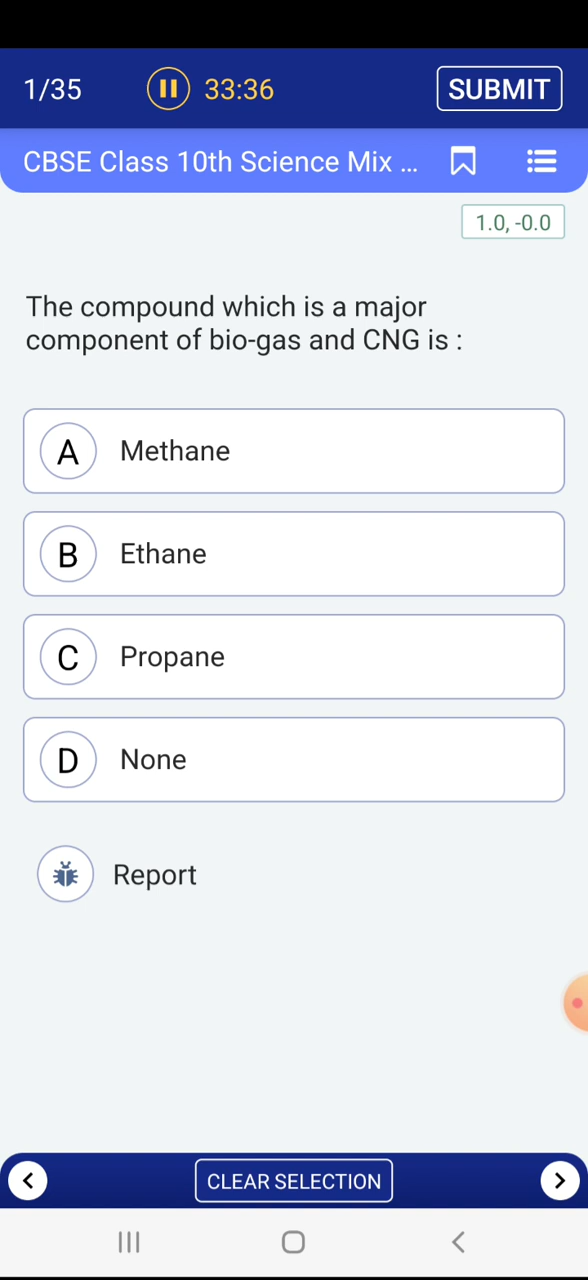 1/35
33:36
SUBMIT
CBSE Class 10th Science Mix ...
1.0, -0.0
The compound which is a major
component of bio-gas and CNG is :
A Methane
B Ethane
C Propane
D None
Report
CLEAR SELECTION